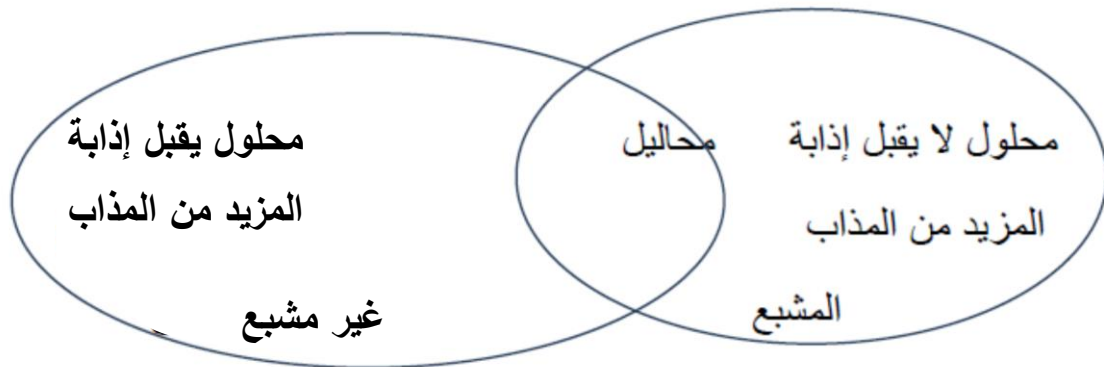 محلول لا يقبل إذابة
المزيد من المذاب
المشبع
محاليل
محلول يقبل إذابة
المزيد من المذاب
غير مشبع